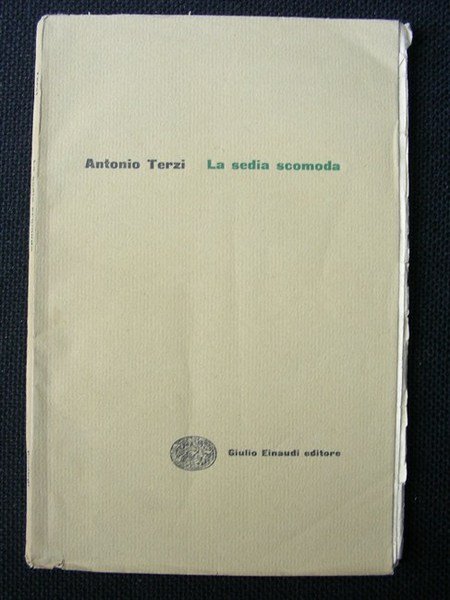 Antonio Terzi La sedia scomoda
Giulio Einaudi editore